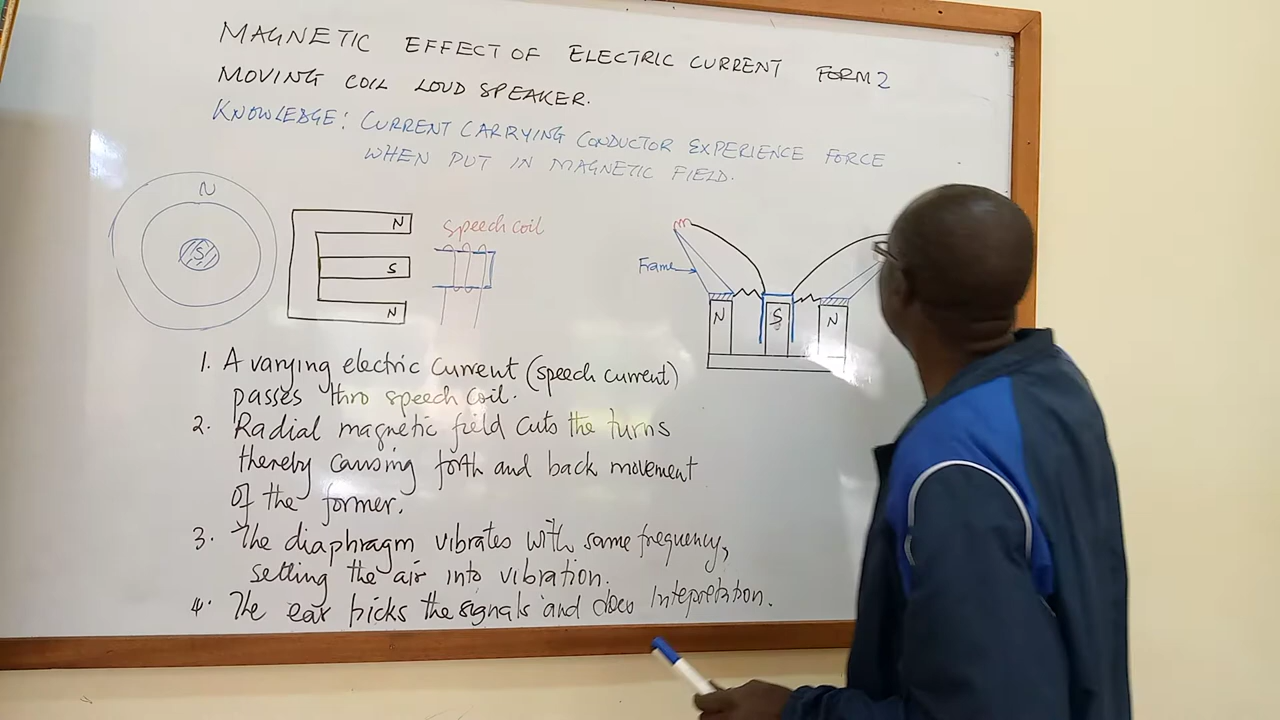 MAGNETIC EFFECT OF ELECTRIC CURRENT FORM 2
MOVING COIL LOUD SPEAKER.
KNOWLEDGE: CURRENT CARRYING CONDUCTOR EXPERIENCE FORCE
WHEN PUT IN MAGNETIC FIELD.
N
S
N
S
N
speech coil
Frame
N
S
N
1. A varying electric current (speech current)
passes thro speech coil.
2. Radial magnetic field cuts the turns
thereby causing forth and back movement
of the former.
3. The diaphragm vibrates with same frequency,
setting the air into vibration.
4. The ear picks the signals and does Intepretation.